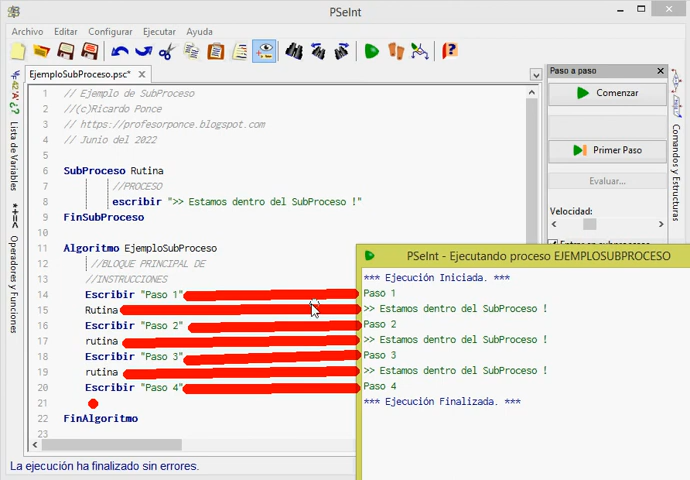 PSeInt
Archivo Editar Configurar Ejecutar Ayuda
EjemploSubProceso.psc*
Lista de Variables
Operadores y Funciones
1 // Ejemplo de SubProceso
2 //(c)Ricardo Ponce
3 // https://profesorponce.blogspot.com
4 // Junio del 2022
5
6 SubProceso Rutina
7 //PROCESO
8 escribir ">> Estamos dentro del SubProceso !"
9 FinSubProceso
10
11 Algoritmo EjemploSubProceso
12 //BLOQUE PRINCIPAL DE
13 //INSTRUCCIONES
14 Escribir "Paso 1"
15 Rutina
16 Escribir "Paso 2"
17 rutina
18 Escribir "Paso 3"
19 rutina
20 Escribir "Paso 4"
21
22 FinAlgoritmo
23
La ejecución ha finalizado sin errores.
Paso a paso
Comenzar
Primer Paso
Evaluar...
Velocidad:
Entrar en subprocesos
Comandos y Estructuras
PSeInt - Ejecutando proceso EJEMPLOSUBPROCESO
*** Ejecución Iniciada. ***
Paso 1
>> Estamos dentro del SubProceso !
Paso 2
>> Estamos dentro del SubProceso !
Paso 3
>> Estamos dentro del SubProceso !
Paso 4
*** Ejecución Finalizada. ***